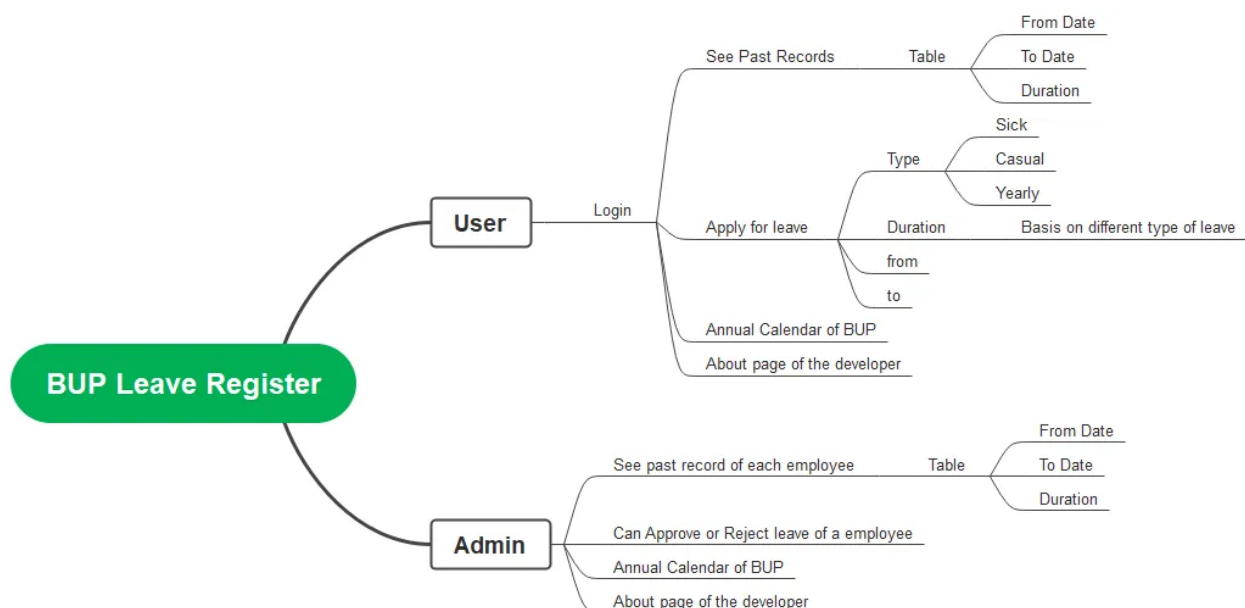 BUP Leave Register
User
Login
See Past Records
Table
From Date
To Date
Duration
Apply for leave
Type
Sick
Casual
Yearly
Duration
Basis on different type of leave
from
to
Annual Calendar of BUP
About page of the developer
Admin
See past record of each employee
Table
From Date
To Date
Duration
Can Approve or Reject leave of a employee
Annual Calendar of BUP
About page of the developer